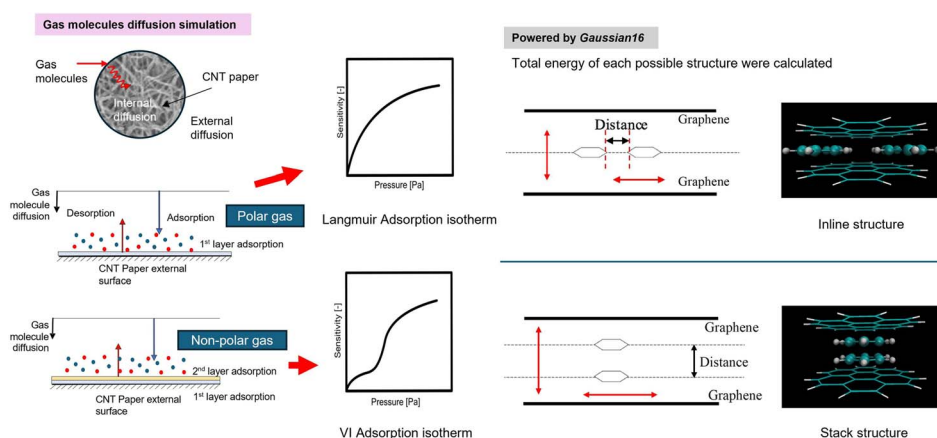 Gas molecules diffusion simulation
Gas
molecules
CNT paper
Internal
diffusion
External
diffusion
Gas
molecule
diffusion
Desorption
Adsorption
Polar gas
1st layer adsorption
CNT Paper external
surface
Sensitivity [-]
Pressure [Pa]
Langmuir Adsorption isotherm
Gas
molecule
diffusion
Non-polar gas
2nd layer adsorption
1st layer adsorption
CNT Paper external
surface
Sensitivity [-]
Pressure [Pa]
VI Adsorption isotherm
Powered by Gaussian16
Total energy of each possible structure were calculated
Graphene
Distance
Graphene
Inline structure
Graphene
Distance
Graphene
Stack structure